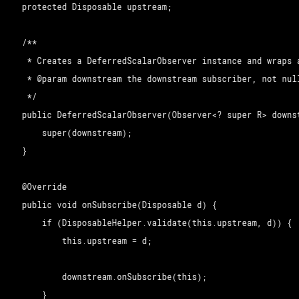 protected Disposable upstream;
/**
* Creates a DeferredScalarObserver instance and wraps a
* @param downstream the downstream subscriber, not null
*/
public DeferredScalarObserver(Observer<? super R> downst
super(downstream);
}
@Override
public void onSubscribe(Disposable d) {
if (DisposableHelper.validate(this.upstream, d)) {
this.upstream = d;
downstream.onSubscribe(this);
}